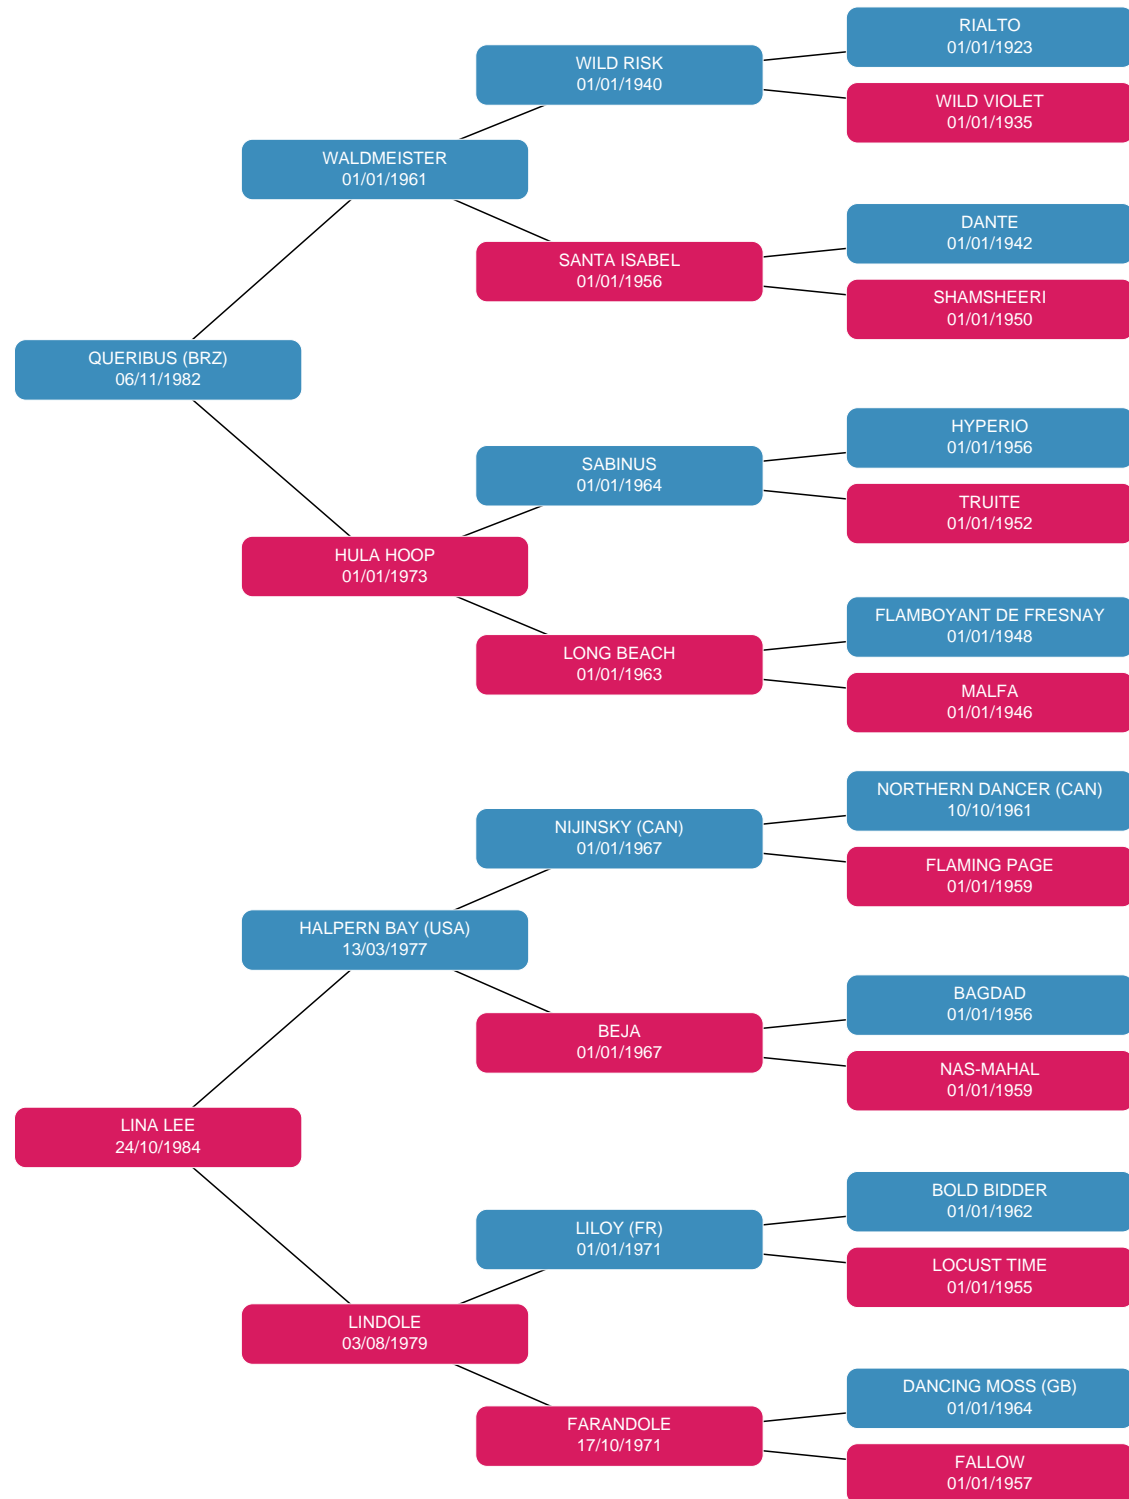 RIALTO
01/01/1923
WILD RISK
01/01/1940
WILD VIOLET
01/01/1935
WALDMEISTER
01/01/1961
DANTE
01/01/1942
SANTA ISABEL
01/01/1956
SHAMSHEERI
01/01/1950
QUERIBUS (BRZ)
06/11/1982
HYPERIO
01/01/1956
SABINUS
01/01/1964
TRUITE
01/01/1952
HULA HOOP
01/01/1973
FLAMBOYANT DE FRESNAY
01/01/1948
LONG BEACH
01/01/1963
MALFA
01/01/1946
NORTHERN DANCER (CAN)
10/10/1961
NIJINSKY (CAN)
01/01/1967
FLAMING PAGE
01/01/1959
HALPERN BAY (USA)
13/03/1977
BAGDAD
01/01/1956
BEJA
01/01/1967
NAS-MAHAL
01/01/1959
LINA LEE
24/10/1984
BOLD BIDDER
01/01/1962
LILOY (FR)
01/01/1971
LOCUST TIME
01/01/1955
LINDOLE
03/08/1979
DANCING MOSS (GB)
01/01/1964
FARANDOLE
17/10/1971
FALLOW
01/01/1957